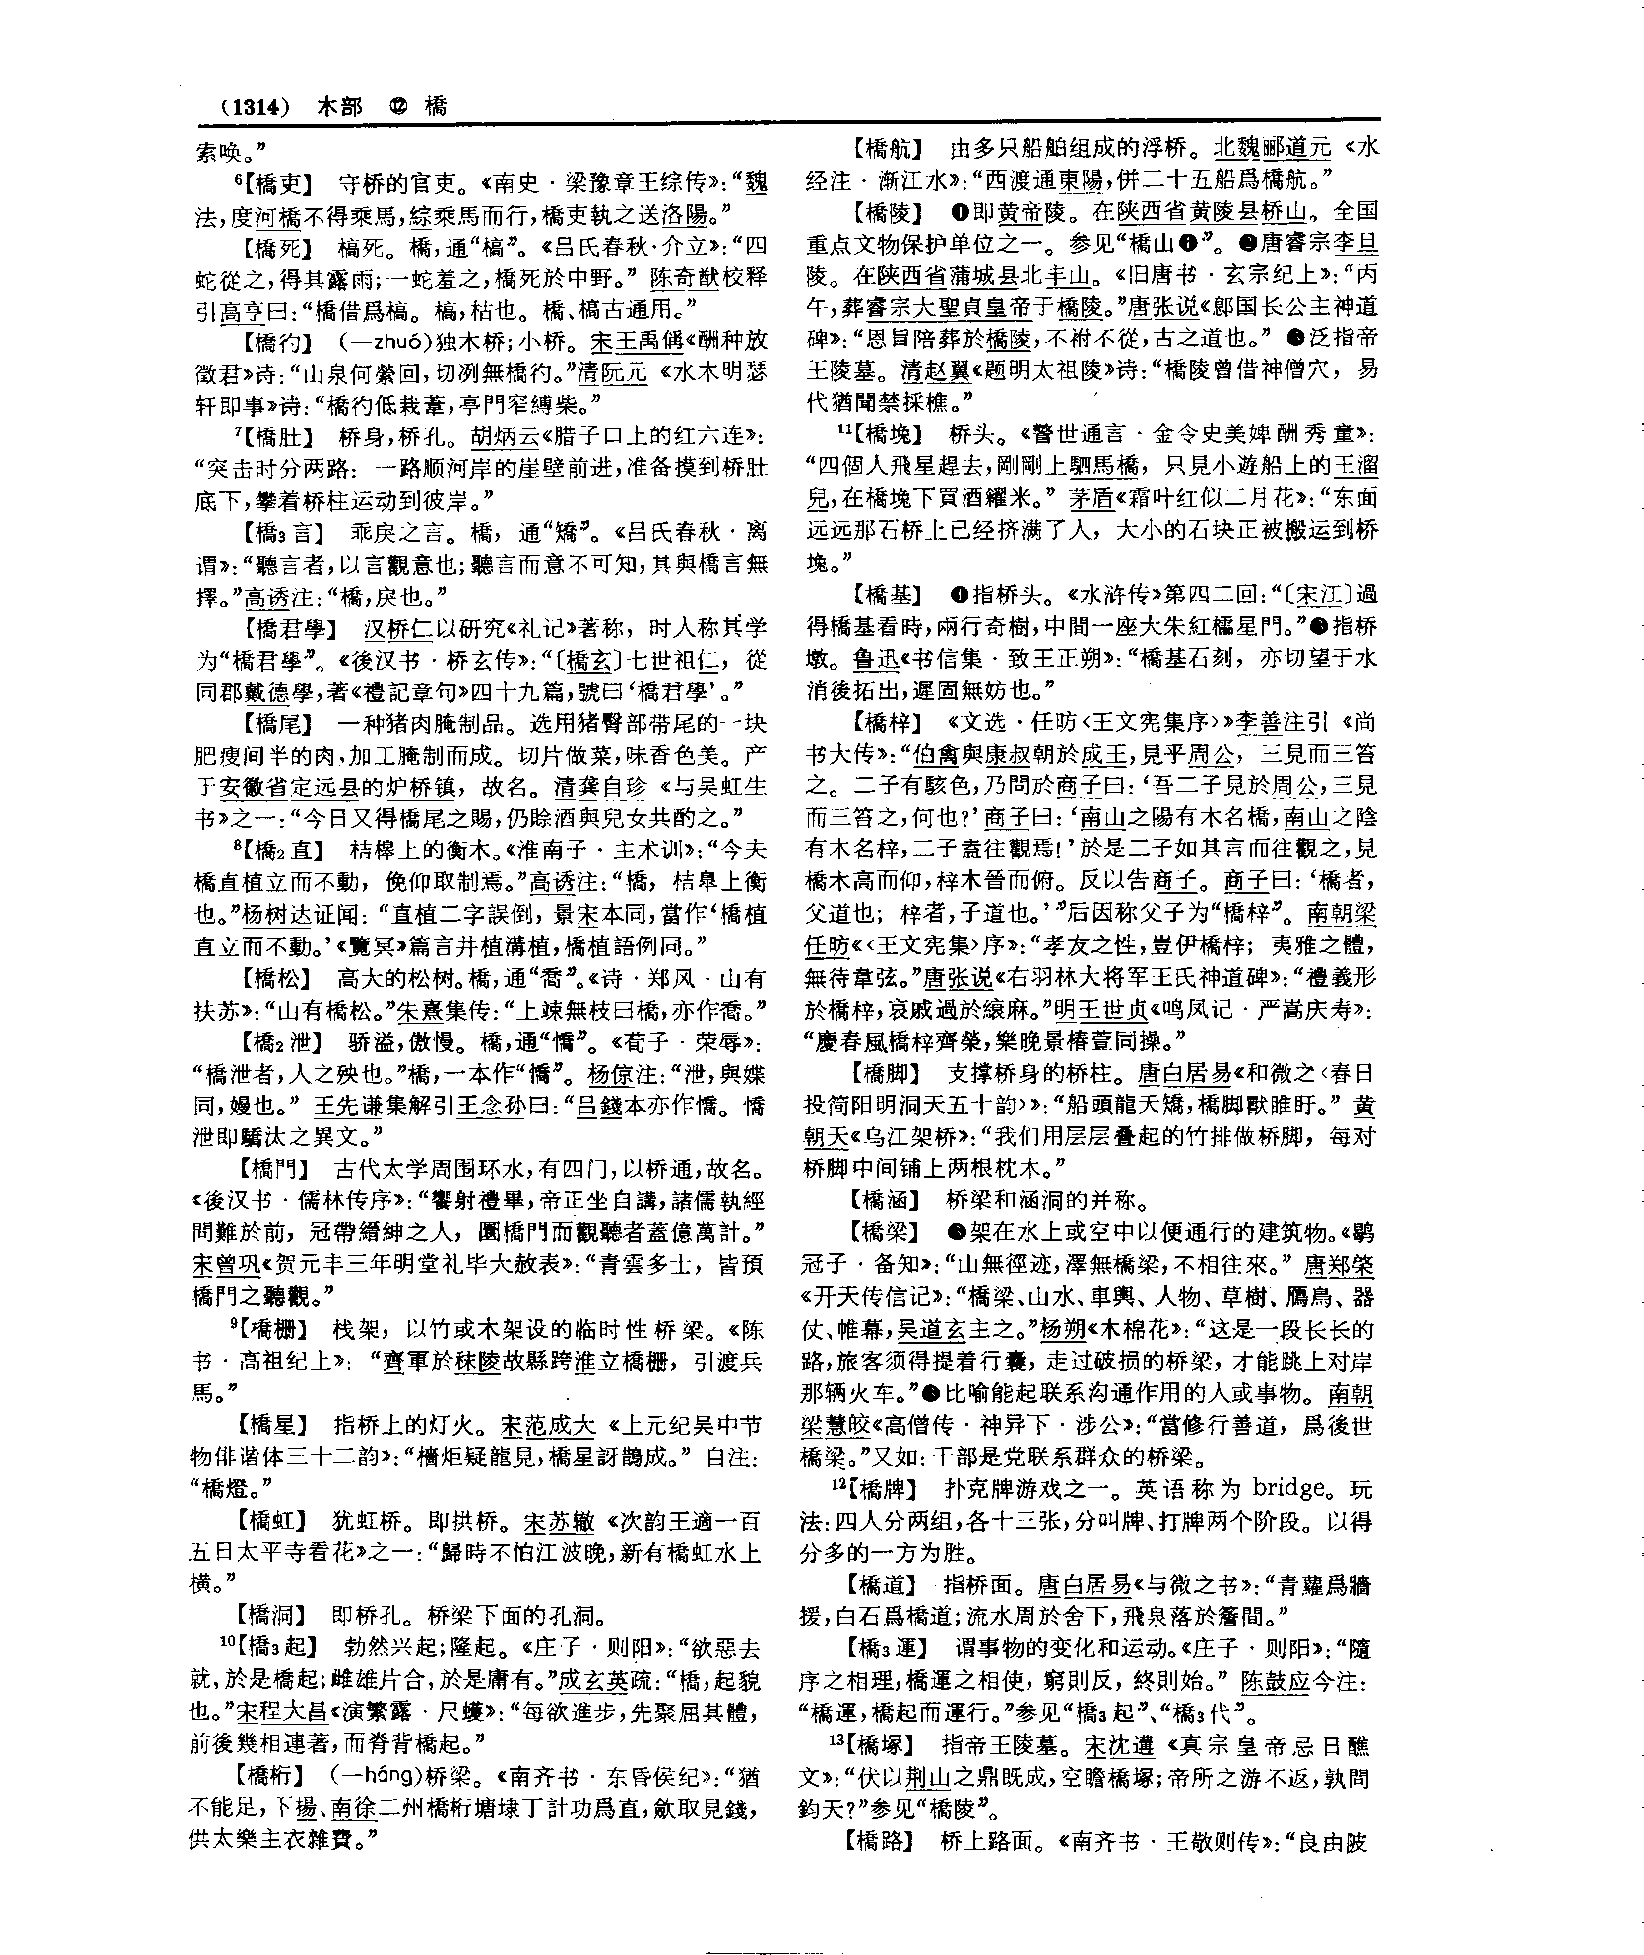 (1314) 木部 ⑫ 橋
索唤。”
⁶【橋吏】 守桥的官吏。《南史·梁豫章王综传》：“魏
法，度河橋不得乘馬，綜乘馬而行，橋吏執之送洛陽。”
【橋死】 槁死。橋，通“槁”。《吕氏春秋·介立》：“四
蛇從之，得其露雨；一蛇羞之，橋死於中野。” 陈奇猷校释
引高亨曰：“橋借爲槁。槁，枯也。橋、槁古通用。”
【橋彴】 （—zhuó）独木桥；小桥。宋王禹偁《酬种放
徵君》诗：“山泉何縈回，切冽無橋彴。”清阮元《水木明瑟
轩即事》诗：“橋彴低栽葦，亭門窄縛柴。”
⁷【橋肚】 桥身，桥孔。胡炳云《腊子口上的红六连》：
“突击时分两路：一路顺河岸的崖壁前进，准备摸到桥肚
底下，攀着桥柱运动到彼岸。”
【橋₃言】 乖戾之言。橋，通“矯”。《吕氏春秋·离
谓》：“聽言者，以言觀意也；聽言而意不可知，其與橋言無
擇。”高诱注：“橋，戾也。”
【橋君學】 汉桥仁以研究《礼记》著称，时人称其学
为“橋君學”。《後汉书·桥玄传》：“〔橋玄〕七世祖仁，從
同郡戴德學，著《禮記章句》四十九篇，號曰‘橋君學’。”
【橋尾】 一种猪肉腌制品。选用猪臀部带尾的一块
肥瘦间半的肉，加工腌制而成。切片做菜，味香色美。产
于安徽省定远县的炉桥镇，故名。清龚自珍《与吴虹生
书》之一：“今日又得橋尾之賜，仍賒酒與兒女共酌之。”
⁸【橋₂直】 桔槔上的衡木。《淮南子·主术训》：“今夫
橋直植立而不動，俛仰取制焉。”高诱注：“橋，桔皋上衡
也。”杨树达证闻：“直植二字誤倒，景宋本同，當作‘橋植
直立而不動。’《覽冥》篇言井植溝植，橋植語例同。”
【橋松】 高大的松树。橋，通“喬”。《诗·郑风·山有
扶苏》：“山有橋松。”朱熹集传：“上竦無枝曰橋，亦作喬。”
【橋₂泄】 骄溢，傲慢。橋，通“憍”。《荀子·荣辱》：
“橋泄者，人之殃也。”橋，一本作“憍”。杨倞注：“泄，與媟
同，嫚也。” 王先谦集解引王念孙曰：“吕錢本亦作憍。憍
泄即驕汰之異文。”
【橋門】 古代太学周围环水，有四门，以桥通，故名。
《後汉书·儒林传序》：“饗射禮畢，帝正坐自講，諸儒執經
問難於前，冠帶縉紳之人，圜橋門而觀聽者蓋億萬計。”
宋曾巩《贺元丰三年明堂礼毕大赦表》：“青雲多士，皆預
橋門之聽觀。”
⁹【橋栅】 栈架，以竹或木架设的临时性桥梁。《陈
书·高祖纪上》：“齊軍於秣陵故縣跨淮立橋栅，引渡兵
馬。”
【橋星】 指桥上的灯火。宋范成大《上元纪吴中节
物俳谐体三十二韵》：“檣炬疑龍見，橋星訝鵲成。” 自注：
“橋燈。”
【橋虹】 犹虹桥。即拱桥。宋苏辙《次韵王適一百
五日太平寺看花》之一：“歸時不怕江波晚，新有橋虹水上
横。”
【橋洞】 即桥孔。桥梁下面的孔洞。
¹⁰【橋₃起】 勃然兴起；隆起。《庄子·则阳》：“欲惡去
就，於是橋起；雌雄片合，於是庸有。”成玄英疏：“橋，起貌
也。”宋程大昌《演繁露·尺蠖》：“每欲進步，先聚屈其體，
前後幾相連著，而脊背橋起。”
【橋桁】 （—háng）桥梁。《南齐书·东昏侯纪》：“猶
不能足，下揚、南徐二州橋桁塘埭丁計功爲直，斂取見錢，
供太樂主衣雜費。”
【橋航】 由多只船舶组成的浮桥。北魏郦道元《水
经注·渐江水》：“西渡通東陽，併二十五船爲橋航。”
【橋陵】 ❶即黄帝陵。在陕西省黄陵县桥山。全国
重点文物保护单位之一。参见“橋山❶”。❷唐睿宗李旦
陵。在陕西省蒲城县北丰山。《旧唐书·玄宗纪上》：“丙
午，葬睿宗大聖貞皇帝于橋陵。”唐张说《鄎国长公主神道
碑》：“恩旨陪葬於橋陵，不祔不從，古之道也。” ❸泛指帝
王陵墓。清赵翼《题明太祖陵》诗：“橋陵曾借神僧穴，易
代猶聞禁採樵。”
¹¹【橋堍】 桥头。《警世通言·金令史美婢酬秀童》：
“四個人飛星趕去，剛剛上駟馬橋，只見小遊船上的王溜
兒，在橋堍下買酒糴米。” 茅盾《霜叶红似二月花》：“东面
远远那石桥上已经挤满了人，大小的石块正被搬运到桥
堍。”
【橋基】 ❶指桥头。《水浒传》第四二回：“〔宋江〕過
得橋基看時，兩行奇樹，中間一座大朱紅櫺星門。”❷指桥
墩。鲁迅《书信集·致王正朔》：“橋基石刻，亦切望于水
消後拓出，遲固無妨也。”
【橋梓】 《文选·任昉〈王文宪集序〉》李善注引《尚
书大传》：“伯禽與康叔朝於成王，見乎周公，三見而三笞
之。二子有駭色，乃問於商子曰：‘吾二子見於周公，三見
而三笞之，何也？’商子曰：‘南山之陽有木名橋，南山之陰
有木名梓，二子盍往觀焉！’於是二子如其言而往觀之，見
橋木高而仰，梓木晉而俯。反以告商子。商子曰：‘橋者，
父道也；梓者，子道也。’”后因称父子为“橋梓”。南朝梁
任昉《〈王文宪集〉序》：“孝友之性，豈伊橋梓；夷雅之體，
無待韋弦。”唐张说《右羽林大将军王氏神道碑》：“禮義形
於橋梓，哀戚過於縗麻。”明王世贞《鸣凤记·严嵩庆寿》：
“慶春風橋梓齊榮，樂晚景椿萱同操。”
【橋脚】 支撑桥身的桥柱。唐白居易《和微之〈春日
投简阳明洞天五十韵〉》：“船頭龍夭矯，橋脚獸睢盱。” 黄
朝天《乌江架桥》：“我们用层层叠起的竹排做桥脚，每对
桥脚中间铺上两根枕木。”
【橋涵】 桥梁和涵洞的并称。
【橋梁】 ❶架在水上或空中以便通行的建筑物。《鹖
冠子·备知》：“山無徑迹，澤無橋梁，不相往來。” 唐郑棨
《开天传信记》：“橋梁、山水、車輿、人物、草樹、鴈鳥、器
仗、帷幕，吴道玄主之。”杨朔《木棉花》：“这是一段长长的
路，旅客须得提着行囊，走过破损的桥梁，才能跳上对岸
那辆火车。”❷比喻能起联系沟通作用的人或事物。南朝
梁慧皎《高僧传·神异下·涉公》：“當修行善道，爲後世
橋梁。”又如：干部是党联系群众的桥梁。
¹²【橋牌】 扑克牌游戏之一。英语称为 bridge。玩
法：四人分两组，各十三张，分叫牌、打牌两个阶段。以得
分多的一方为胜。
【橋道】 指桥面。唐白居易《与微之书》：“青蘿爲牆
援，白石爲橋道；流水周於舍下，飛泉落於簷間。”
【橋₃運】 谓事物的变化和运动。《庄子·则阳》：“隨
序之相理，橋運之相使，窮則反，終則始。” 陈鼓应今注：
“橋運，橋起而運行。”参见“橋₃起”、“橋₃代”。
¹³【橋塚】 指帝王陵墓。宋沈遘《真宗皇帝忌日醮
文》：“伏以荆山之鼎既成，空瞻橋塚；帝所之游不返，孰問
鈞天？”参见“橋陵”。
【橋路】 桥上路面。《南齐书·王敬则传》：“良由陂